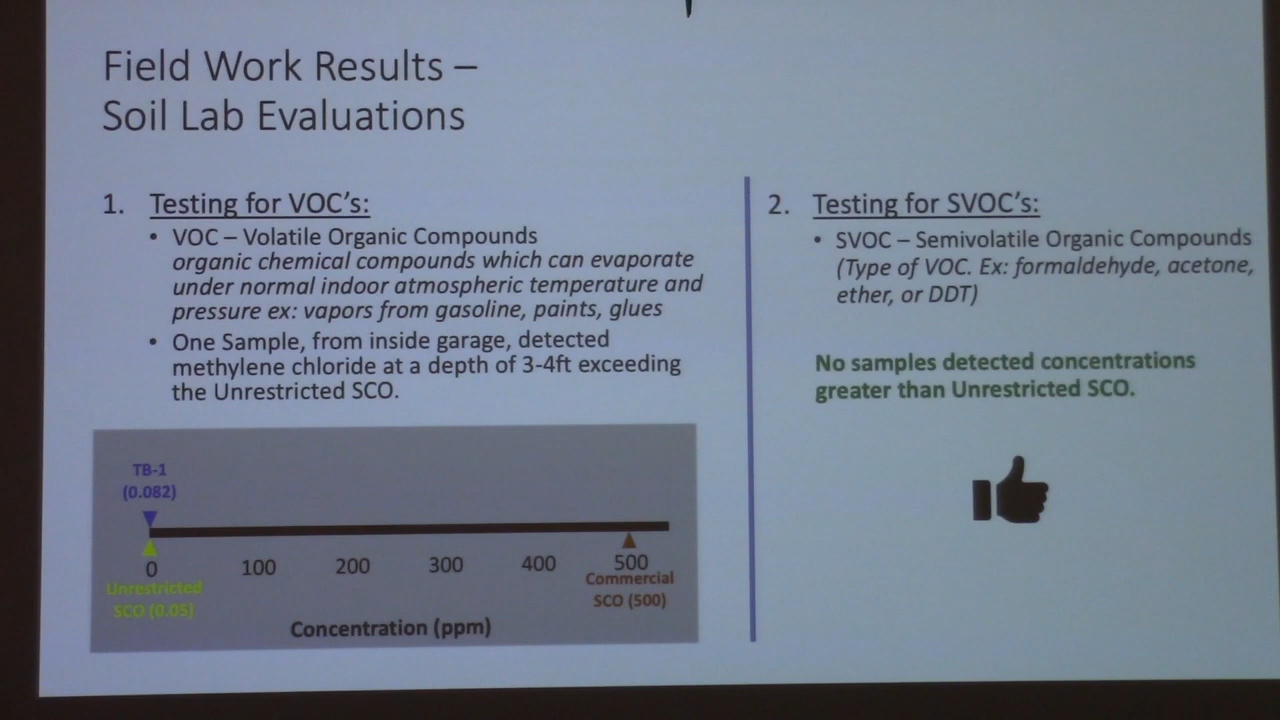 Field Work Results –
Soil Lab Evaluations
1. Testing for VOC's:
• VOC – Volatile Organic Compounds
organic chemical compounds which can evaporate
under normal indoor atmospheric temperature and
pressure ex: vapors from gasoline, paints, glues
• One Sample, from inside garage, detected
methylene chloride at a depth of 3-4ft exceeding
the Unrestricted SCO.
TB-1
(0.082)
0 100 200 300 400 500
Unrestricted
SCO (0.05)
Commercial
SCO (500)
Concentration (ppm)
2. Testing for SVOC's:
• SVOC – Semivolatile Organic Compounds
(Type of VOC. Ex: formaldehyde, acetone,
ether, or DDT)
No samples detected concentrations
greater than Unrestricted SCO.